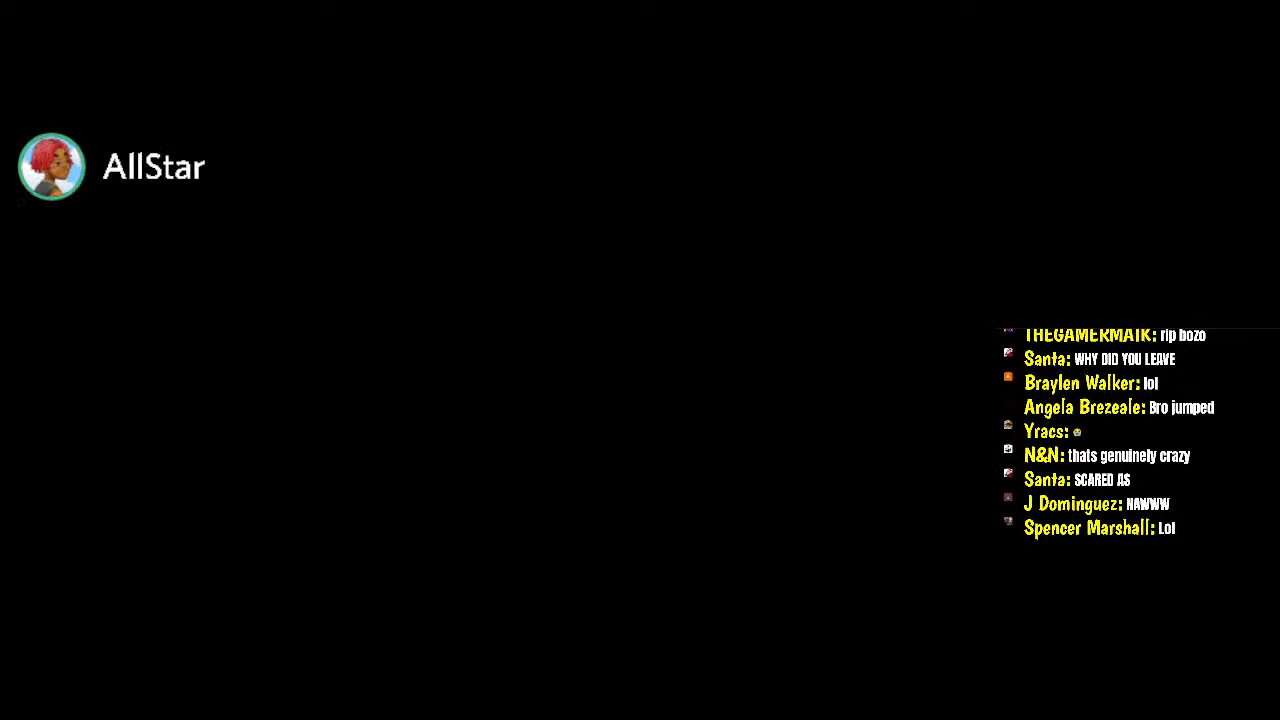 AllStar
THEGAMERMAIK: rip bozo
Santa: WHY DID YOU LEAVE
Braylen Walker: lol
Angela Brezeale: Bro jumped
Yracs: 😭
N&N: thats genuinely crazy
Santa: SCARED AS
J Dominguez: NAWWW
Spencer Marshall: Lol